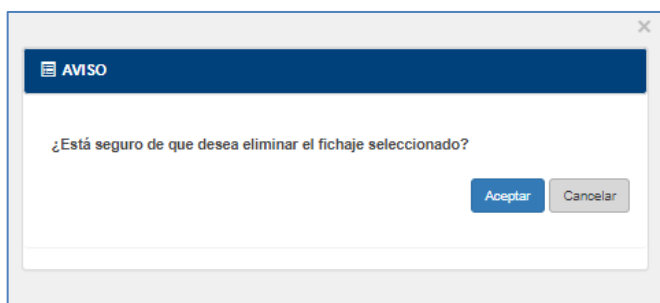 AVISO
¿Está seguro de que desea eliminar el fichaje seleccionado?
Aceptar Cancelar